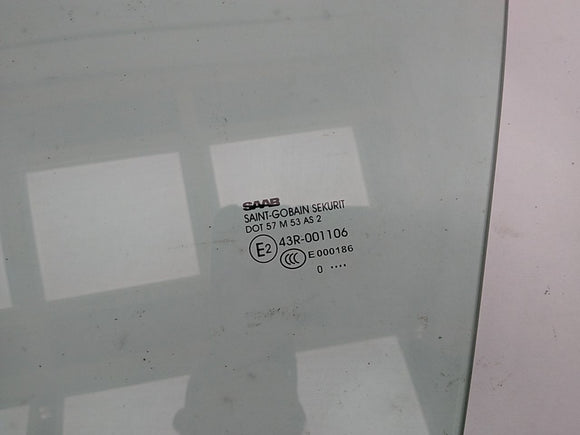 SAAB
SAINT-GOBAIN SEKURIT
DOT 57 M 53 AS 2
E2 43R-001106
CCC E000186
0 ....